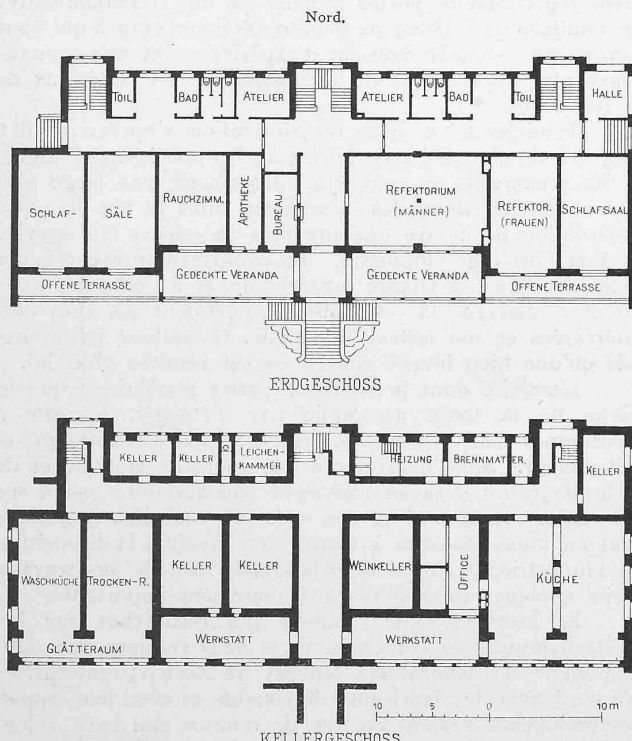 Nord.
TOIL. BAD ATELIER ATELIER BAD TOIL. HALLE
SCHLAF- SÄLE RAUCHZIMM. APOTHEKE BUREAU REFEKTORIUM (MÄNNER) REFEKTOR. (FRAUEN) SCHLAFSAAL
OFFENE TERRASSE GEDECKTE VERANDA GEDECKTE VERANDA OFFENE TERRASSE
ERDGESCHOSS
KELLER KELLER LEICHEN-KAMMER HEIZUNG BRENNMATER. KELLER
WASCHKÜCHE TROCKEN-R. KELLER KELLER WEINKELLER OFFICE KÜCHE
GLÄTTERAUM WERKSTATT WERKSTATT
10 5 0 10 m
KELLERGESCHOSS